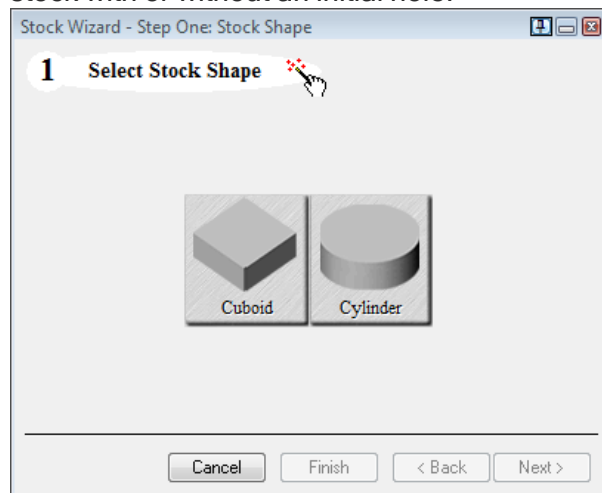 stock with or without an initial hole.
Stock Wizard - Step One: Stock Shape
1 Select Stock Shape
Cuboid Cylinder
Cancel Finish < Back Next >